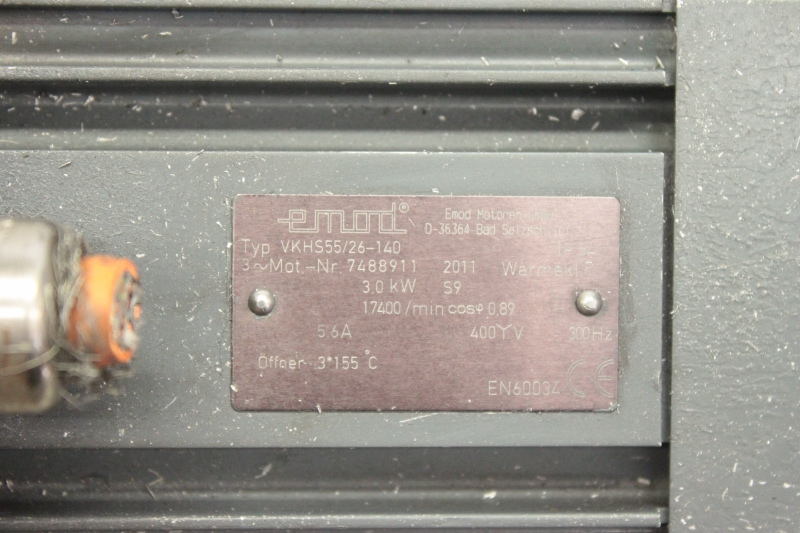 emod®
Emod Motoren
D-36364 Bad Salzschlirf
Typ VKHS55/26-140
3~Mot.-Nr. 7488911 2011 Wärmekl. F
3.0 kW S9
17400/min cosφ 0,89
5.6A 400 Y V 300Hz
Öffner 3*155 °C
EN60034 CE